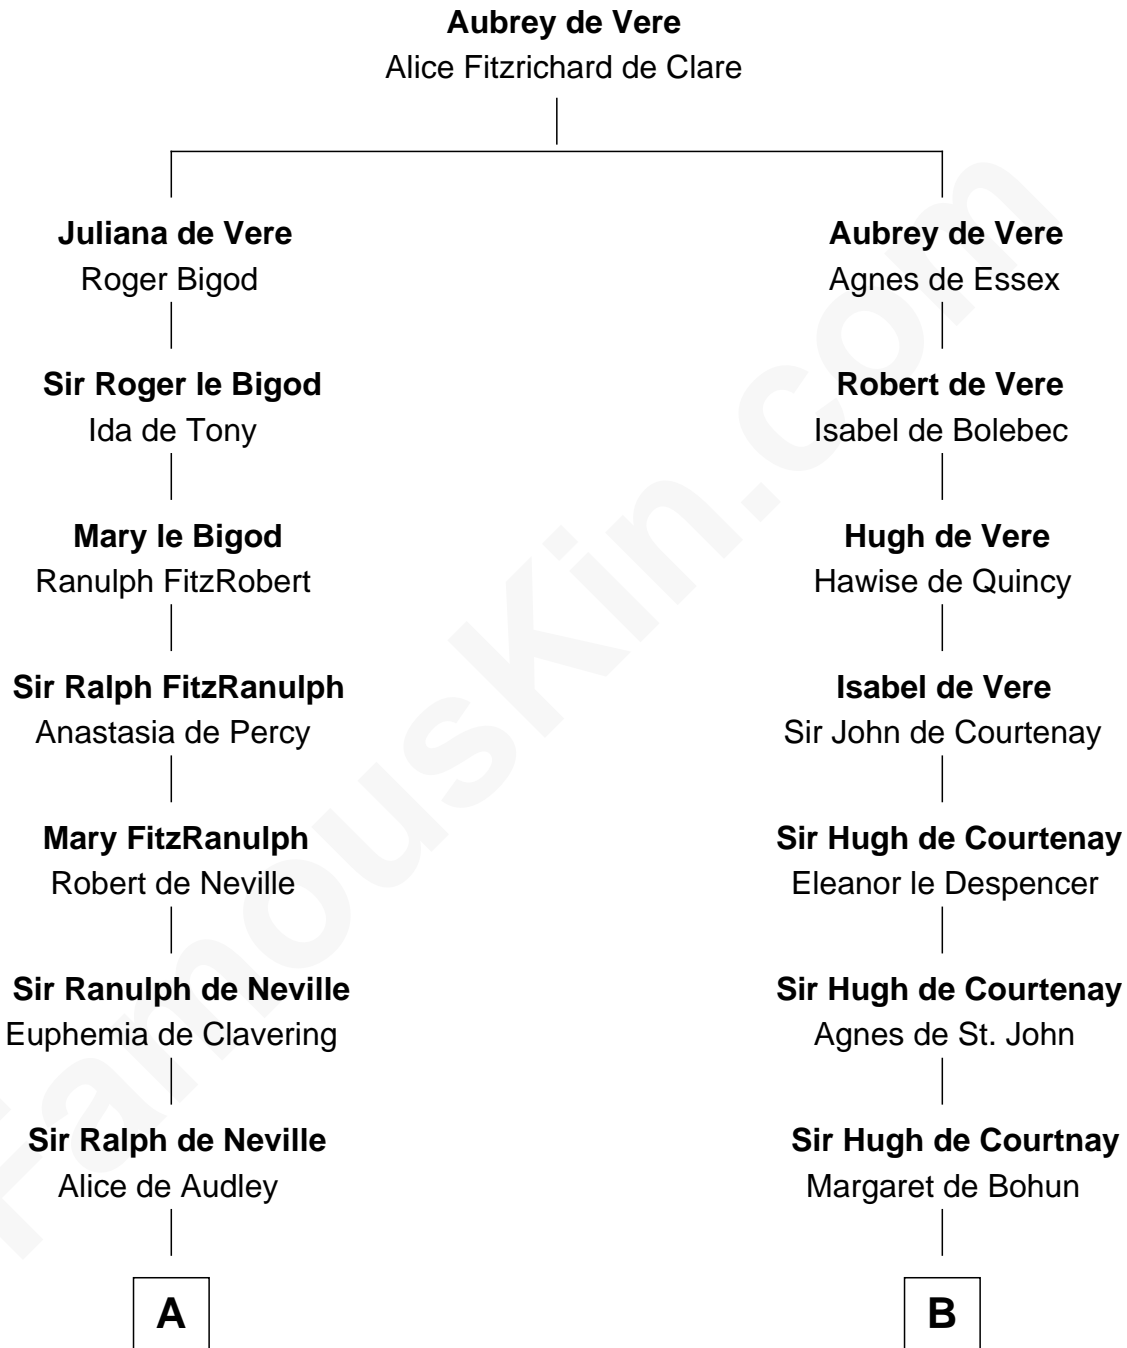 Aubrey de Vere
Alice Fitzrichard de Clare
Juliana de Vere
Roger Bigod
Sir Roger le Bigod
Ida de Tony
Mary le Bigod
Ranulph FitzRobert
Sir Ralph FitzRanulph
Anastasia de Percy
Mary FitzRanulph
Robert de Neville
Sir Ranulph de Neville
Euphemia de Clavering
Sir Ralph de Neville
Alice de Audley
A
Aubrey de Vere
Agnes de Essex
Robert de Vere
Isabel de Bolebec
Hugh de Vere
Hawise de Quincy
Isabel de Vere
Sir John de Courtenay
Sir Hugh de Courtenay
Eleanor le Despencer
Sir Hugh de Courtenay
Agnes de St. John
Sir Hugh de Courtnay
Margaret de Bohun
B
FamousKin.com